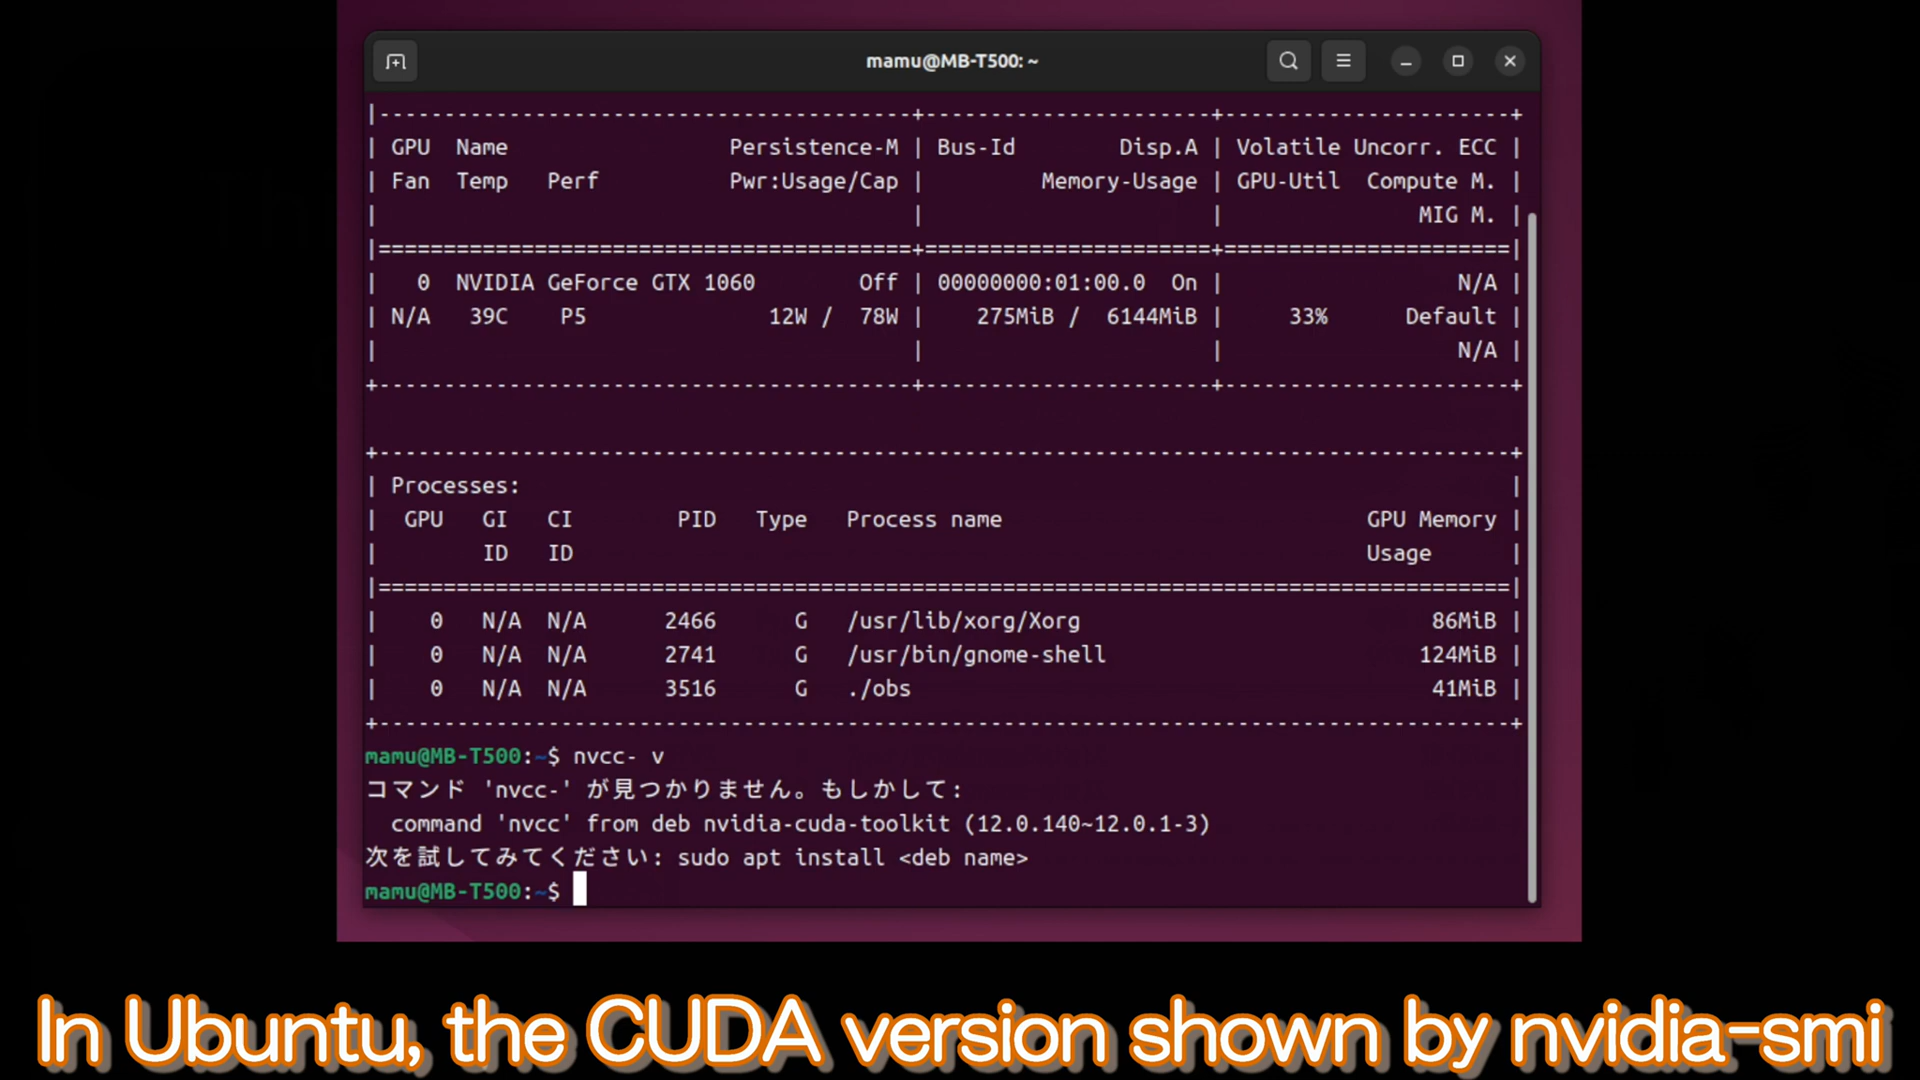 mamu@MB-T500: ~
|-----------------------------------------+----------------------+----------------------+
| GPU  Name                 Persistence-M | Bus-Id        Disp.A | Volatile Uncorr. ECC |
| Fan  Temp   Perf          Pwr:Usage/Cap |         Memory-Usage | GPU-Util  Compute M. |
|                                         |                      |               MIG M. |
|=========================================+======================+======================|
|   0  NVIDIA GeForce GTX 1060        Off | 00000000:01:00.0  On |                  N/A |
| N/A   39C    P5              12W /  78W |    275MiB /  6144MiB |     33%      Default |
|                                         |                      |                  N/A |
+-----------------------------------------+----------------------+----------------------+
+---------------------------------------------------------------------------------------+
| Processes:                                                                            |
|  GPU   GI   CI        PID   Type   Process name                            GPU Memory |
|        ID   ID                                                             Usage      |
|=======================================================================================|
|    0   N/A  N/A      2466      G   /usr/lib/xorg/Xorg                           86MiB |
|    0   N/A  N/A      2741      G   /usr/bin/gnome-shell                        124MiB |
|    0   N/A  N/A      3516      G   ./obs                                        41MiB |
+---------------------------------------------------------------------------------------+
mamu@MB-T500:~$ nvcc- v
コマンド 'nvcc-' が見つかりません。もしかして:
  command 'nvcc' from deb nvidia-cuda-toolkit (12.0.140~12.0.1-3)
次を試してみてください: sudo apt install <deb name>
mamu@MB-T500:~$
In Ubuntu, the CUDA version shown by nvidia-smi